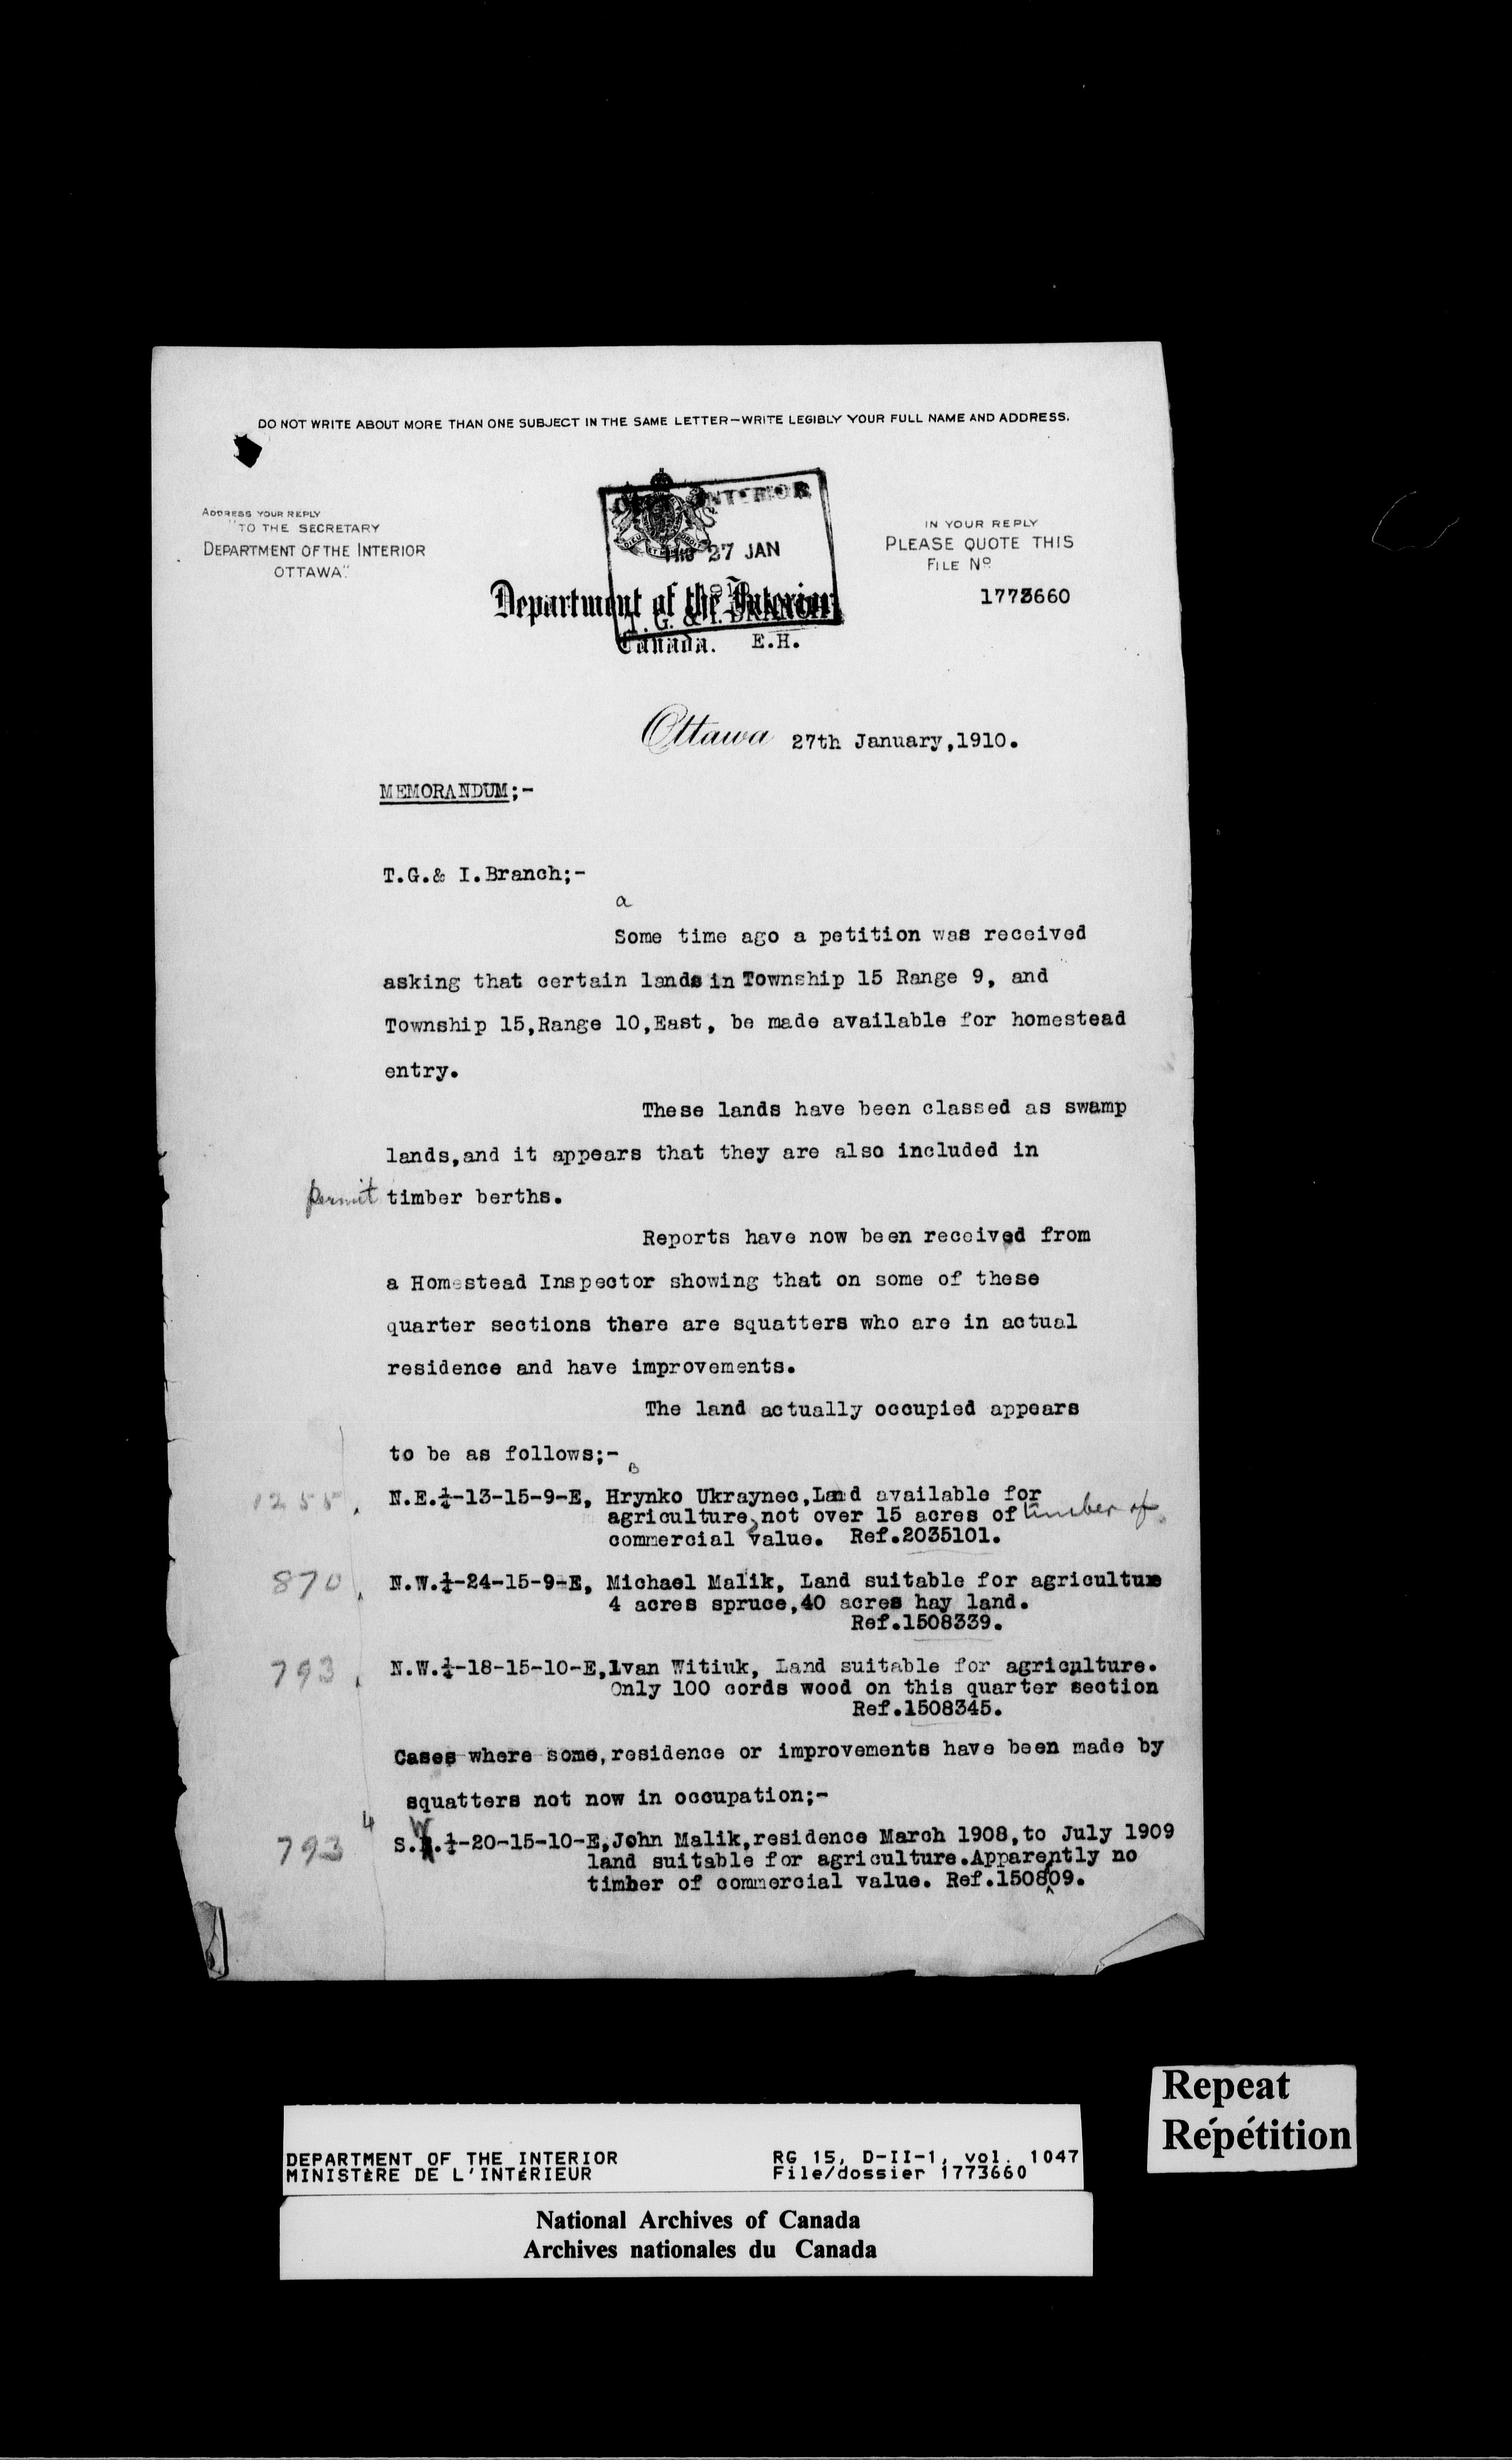 DO NOT WRITE ABOUT MORE THAN ONE SUBJECT IN THE SAME LETTER—WRITE LEGIBLY YOUR FULL NAME AND ADDRESS.
ADDRESS YOUR REPLY
"TO THE SECRETARY
DEPARTMENT OF THE INTERIOR
OTTAWA."
INTERIOR
27 JAN
T. G. & I. BRANCH
IN YOUR REPLY
PLEASE QUOTE THIS
FILE No.
1773660
Department of the Interior
Canada. E.H.
Ottawa 27th January,1910.
MEMORANDUM;-
T.G.& I.Branch;-
a
Some time ago a petition was received
asking that certain lands in Township 15 Range 9, and
Township 15,Range 10,East, be made available for homestead
entry.
These lands have been classed as swamp
lands,and it appears that they are also included in
permit timber berths.
Reports have now been received from
a Homestead Inspector showing that on some of these
quarter sections there are squatters who are in actual
residence and have improvements.
The land actually occupied appears
to be as follows;-
B
1255. N.E.¼-13-15-9-E, Hrynko Ukraynec,Land available for
agriculture,not over 15 acres of timber of
commercial value. Ref.2035101.
870. N.W.¼-24-15-9-E, Michael Malik, Land suitable for agriculture
4 acres spruce,40 acres hay land.
Ref.1508339.
793. N.W.¼-18-15-10-E,Ivan Witiuk, Land suitable for agriculture.
Only 100 cords wood on this quarter section
Ref.1508345.
Cases where some,residence or improvements have been made by
squatters not now in occupation;-
4
793 S.W.¼-20-15-10-E,John Malik,residence March 1908,to July 1909
land suitable for agriculture.Apparently no
timber of commercial value. Ref.150809.
DEPARTMENT OF THE INTERIOR RG 15, D-II-1, vol. 1047
MINISTÈRE DE L'INTÉRIEUR File/dossier 1773660
National Archives of Canada
Archives nationales du Canada
Repeat
Répétition